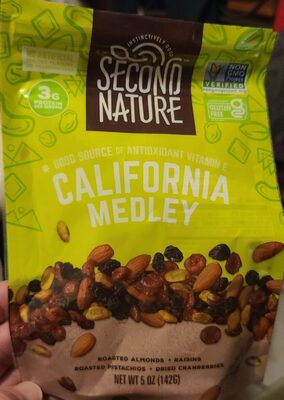 INSTINCTIVELY GOOD
SECOND
NATURE
3G
PROTEIN
NON
GMO
Project
VERIFIED
GLUTEN
FREE
GOOD SOURCE OF ANTIOXIDANT VITAMIN E
CALIFORNIA
MEDLEY
ROASTED ALMONDS • RAISINS
ROASTED PISTACHIOS • DRIED CRANBERRIES
NET WT 5 OZ (142G)